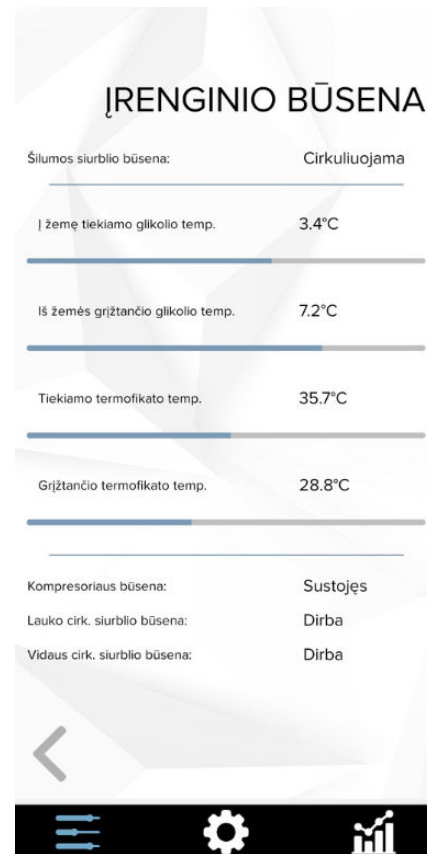 ĮRENGINIO BŪSENA
Šilumos siurblio būsena: Cirkuliuojama
Į žemę tiekiamo glikolio temp. 3.4°C
Iš žemės grįžtančio glikolio temp. 7.2°C
Tiekiamo termofikato temp. 35.7°C
Grįžtančio termofikato temp. 28.8°C
Kompresoriaus būsena: Sustojęs
Lauko cirk. siurblio būsena: Dirba
Vidaus cirk. siurblio būsena: Dirba